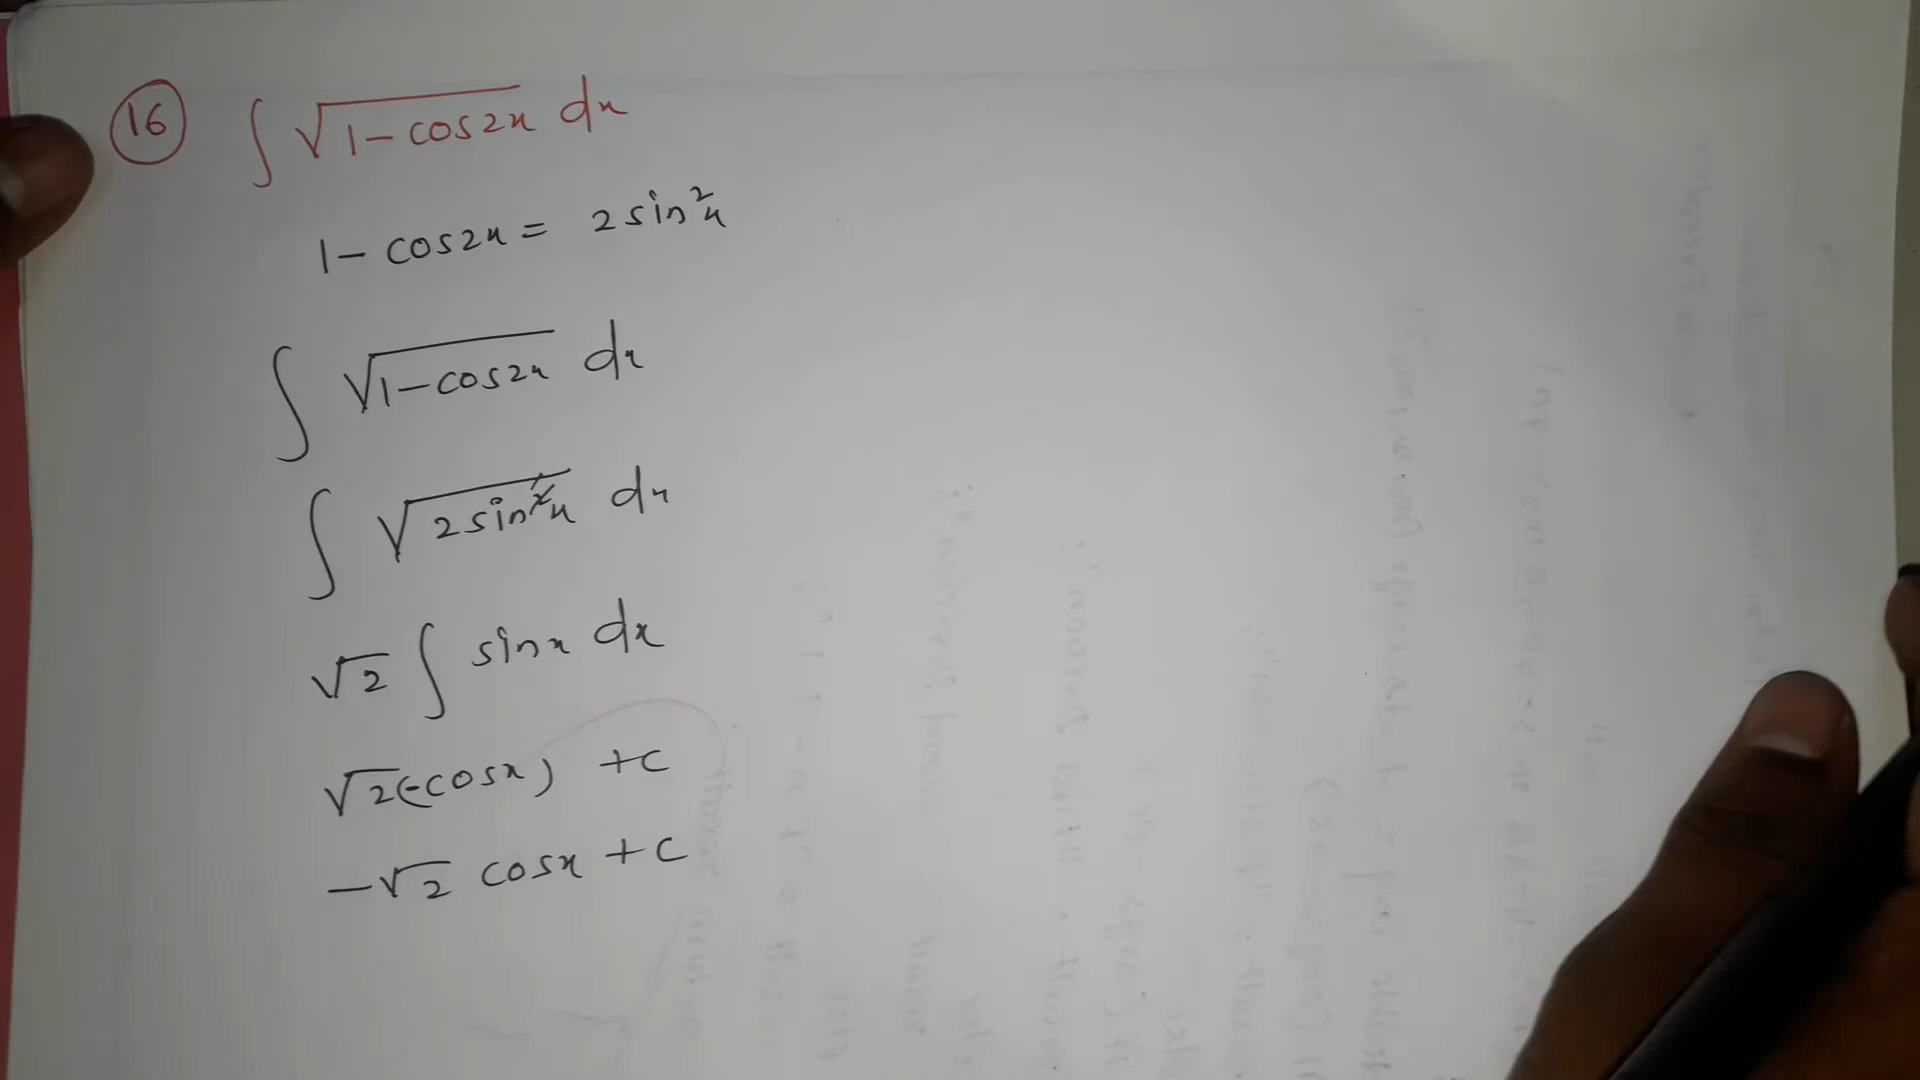 16 ∫ √1-cos2x dx
1-cos2x = 2sin²x
∫ √1-cos2x dx
∫ √2sin²x dx
√2 ∫ sinx dx
√2(-cosx) +c
-√2 cosx +c